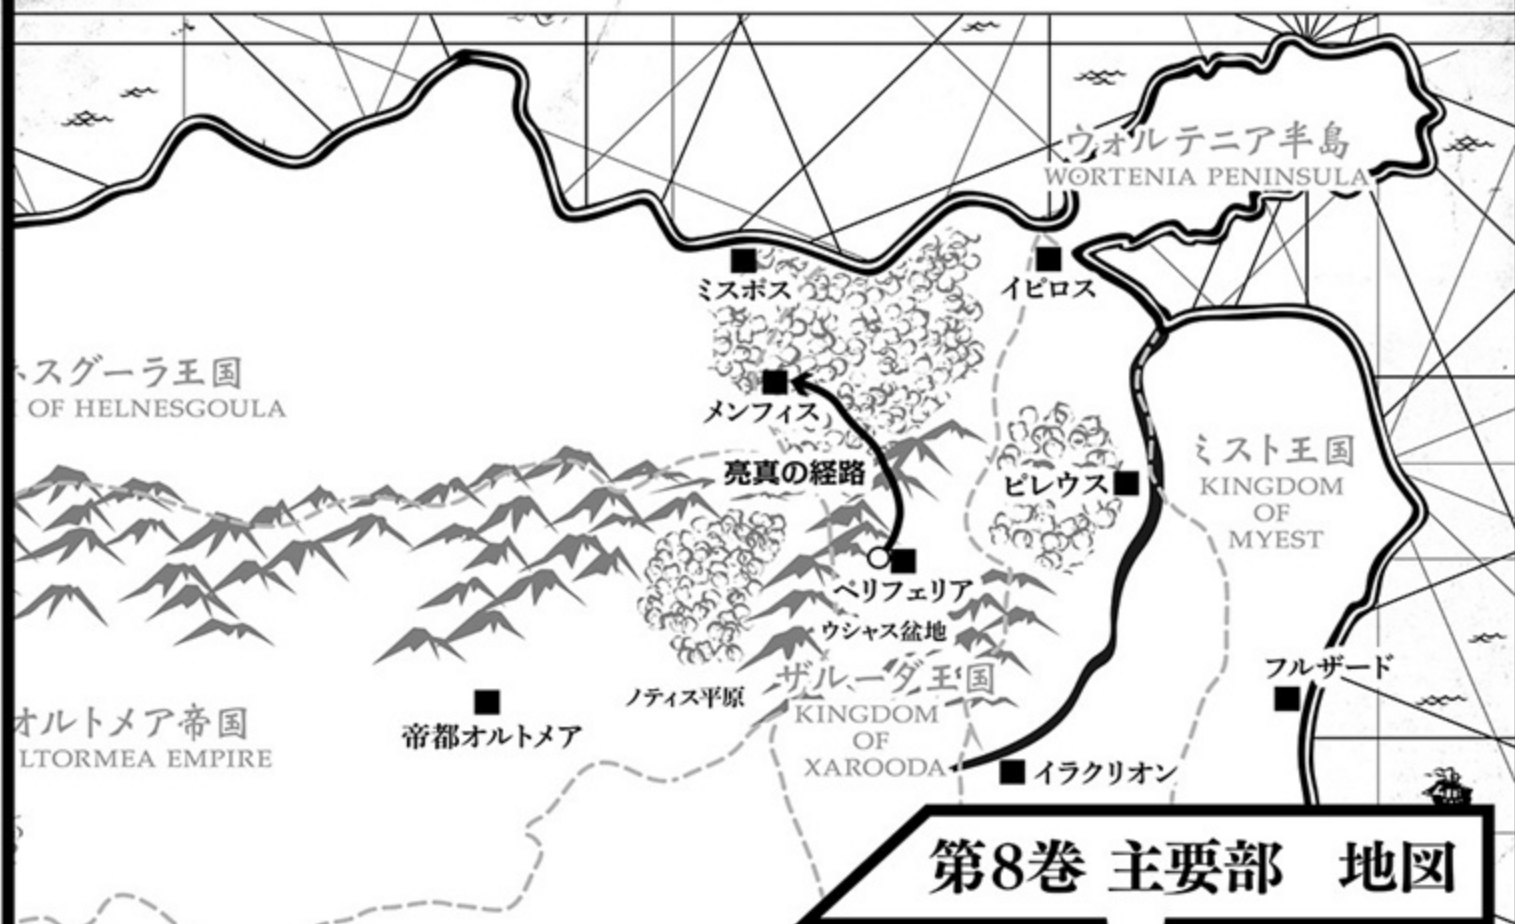 ウォルテニア半島
WORTENIA PENINSULA
ミスボス
イピロス
スグーラ王国
OF HELNESGOULA
メンフィス
亮真の経路
ピレウス
ミスト王国
KINGDOM
OF
MYEST
ペリフェリア
ウシャス盆地
ザルーダ王国
KINGDOM
OF
XAROODA
ノティス平原
フルザード
帝都オルトメア
オルトメア帝国
LTORMEA EMPIRE
イラクリオン
第8巻 主要部　地図